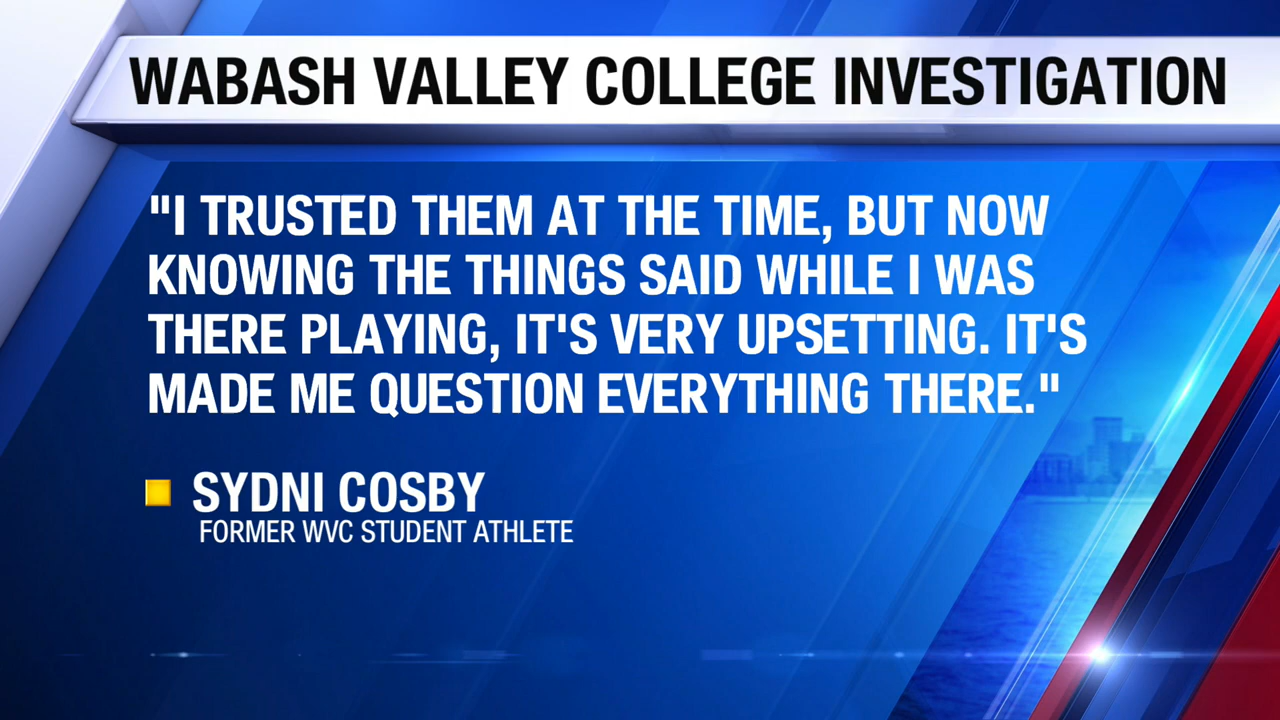 WABASH VALLEY COLLEGE INVESTIGATION
"I TRUSTED THEM AT THE TIME, BUT NOW
KNOWING THE THINGS SAID WHILE I WAS
THERE PLAYING, IT'S VERY UPSETTING. IT'S
MADE ME QUESTION EVERYTHING THERE."
SYDNI COSBY
FORMER WVC STUDENT ATHLETE